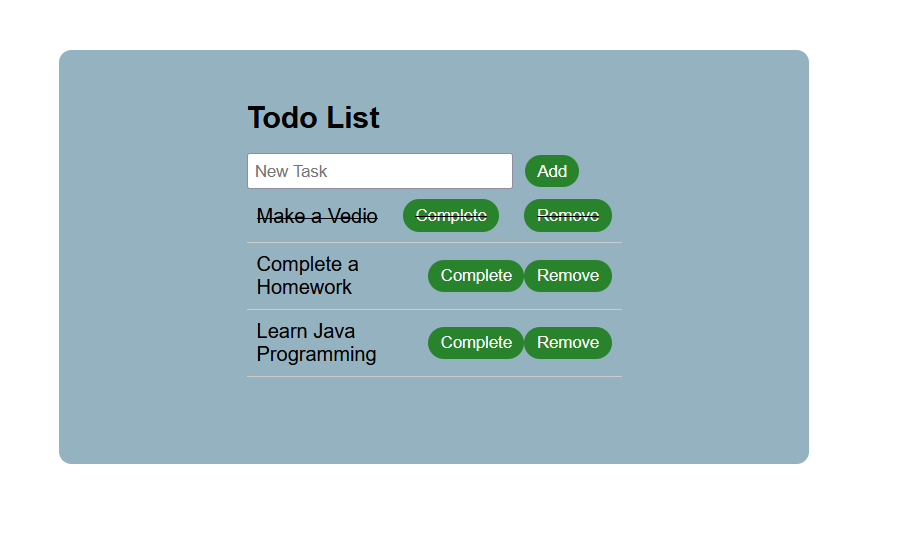 Todo List
New Task Add
Make a Vedio Complete Remove
Complete a
Homework Complete Remove
Learn Java
Programming Complete Remove